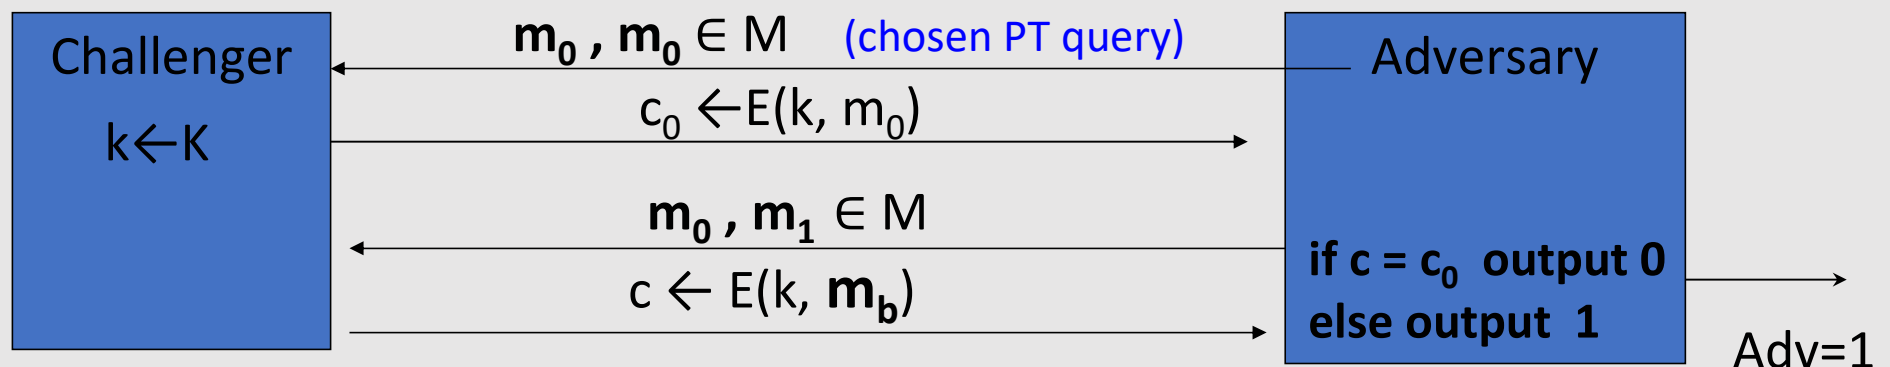 Challenger
k←K
m₀ , m₀ ∈ M (chosen PT query)
c₀ ←E(k, m₀)
m₀ , m₁ ∈ M
c ← E(k, m_b)
Adversary
if c = c₀ output 0
else output 1
Adv=1